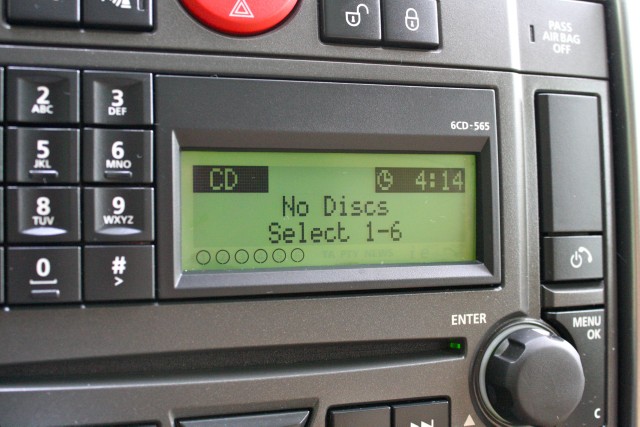 PASS
AIR BAG
OFF
2
ABC
3
DEF
6CD-565
5
JKL
6
MNO
CD
4:14
No Discs
Select 1-6
8
TUV
9
WXYZ
0
#
>
ENTER
MENU
OK
C